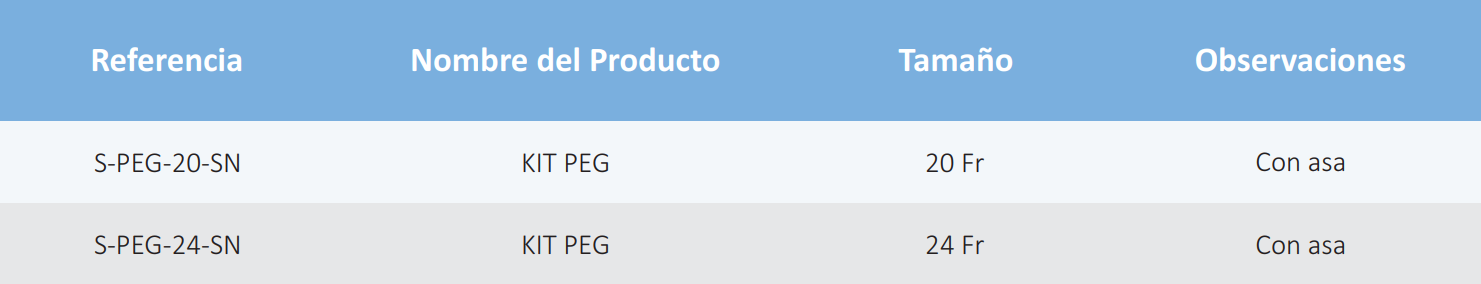 Referencia Nombre del Producto Tamaño Observaciones
S-PEG-20-SN KIT PEG 20 Fr Con asa
S-PEG-24-SN KIT PEG 24 Fr Con asa